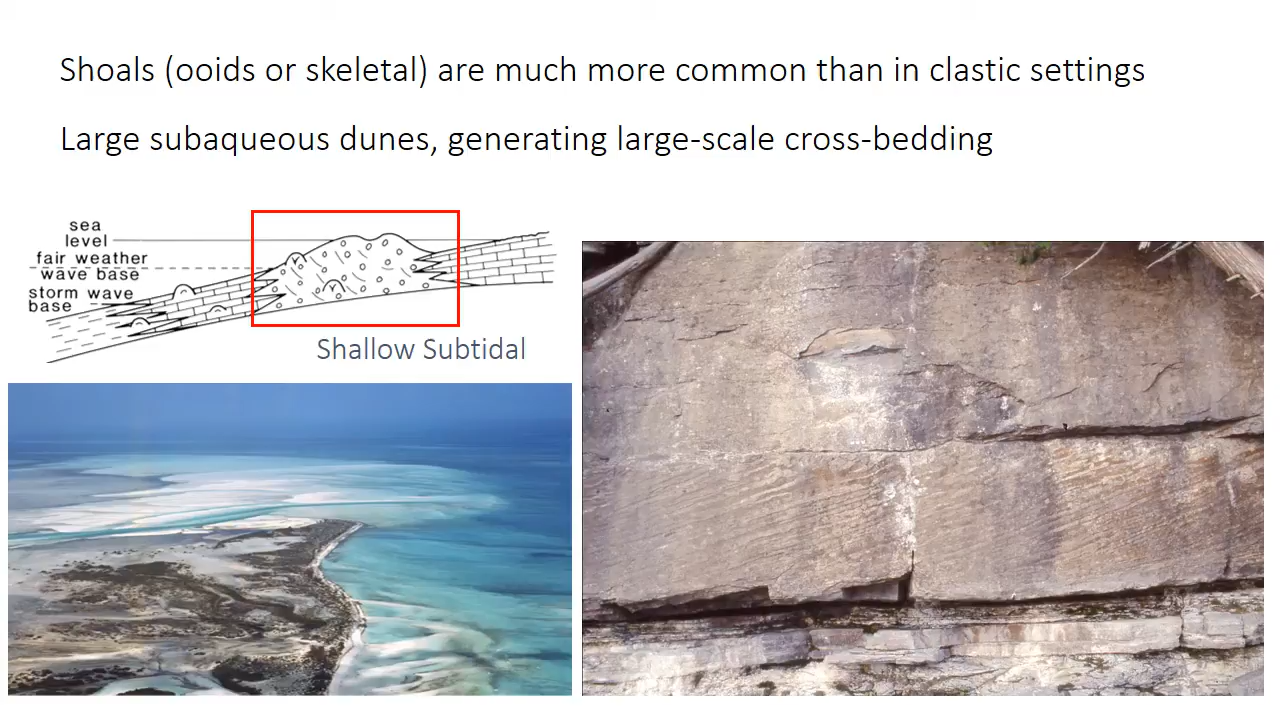 Shoals (ooids or skeletal) are much more common than in clastic settings
Large subaqueous dunes, generating large-scale cross-bedding
sea
level
fair weather
wave base
storm wave
base
Shallow Subtidal